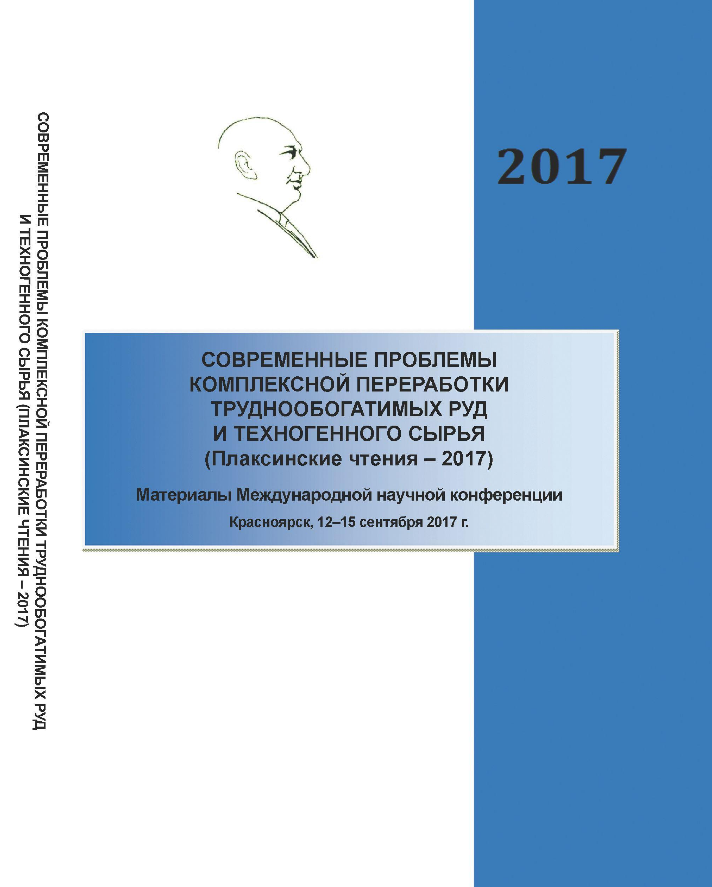 СОВРЕМЕННЫЕ ПРОБЛЕМЫ КОМПЛЕКСНОЙ ПЕРЕРАБОТКИ ТРУДНООБОГАТИМЫХ РУД
И ТЕХНОГЕННОГО СЫРЬЯ (ПЛАКСИНСКИЕ ЧТЕНИЯ – 2017)
2017
СОВРЕМЕННЫЕ ПРОБЛЕМЫ
КОМПЛЕКСНОЙ ПЕРЕРАБОТКИ
ТРУДНООБОГАТИМЫХ РУД
И ТЕХНОГЕННОГО СЫРЬЯ
(Плаксинские чтения – 2017)
Материалы Международной научной конференции
Красноярск, 12–15 сентября 2017 г.